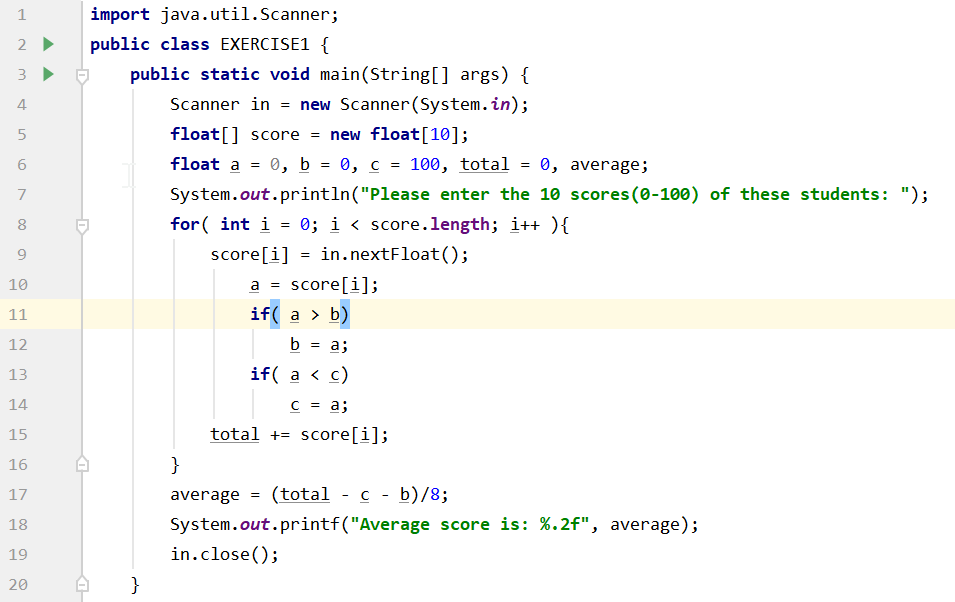 1 import java.util.Scanner;
2 public class EXERCISE1 {
3 public static void main(String[] args) {
4 Scanner in = new Scanner(System.in);
5 float[] score = new float[10];
6 float a = 0, b = 0, c = 100, total = 0, average;
7 System.out.println("Please enter the 10 scores(0-100) of these students: ");
8 for( int i = 0; i < score.length; i++ ){
9 score[i] = in.nextFloat();
10 a = score[i];
11 if( a > b)
12 b = a;
13 if( a < c)
14 c = a;
15 total += score[i];
16 }
17 average = (total - c - b)/8;
18 System.out.printf("Average score is: %.2f", average);
19 in.close();
20 }